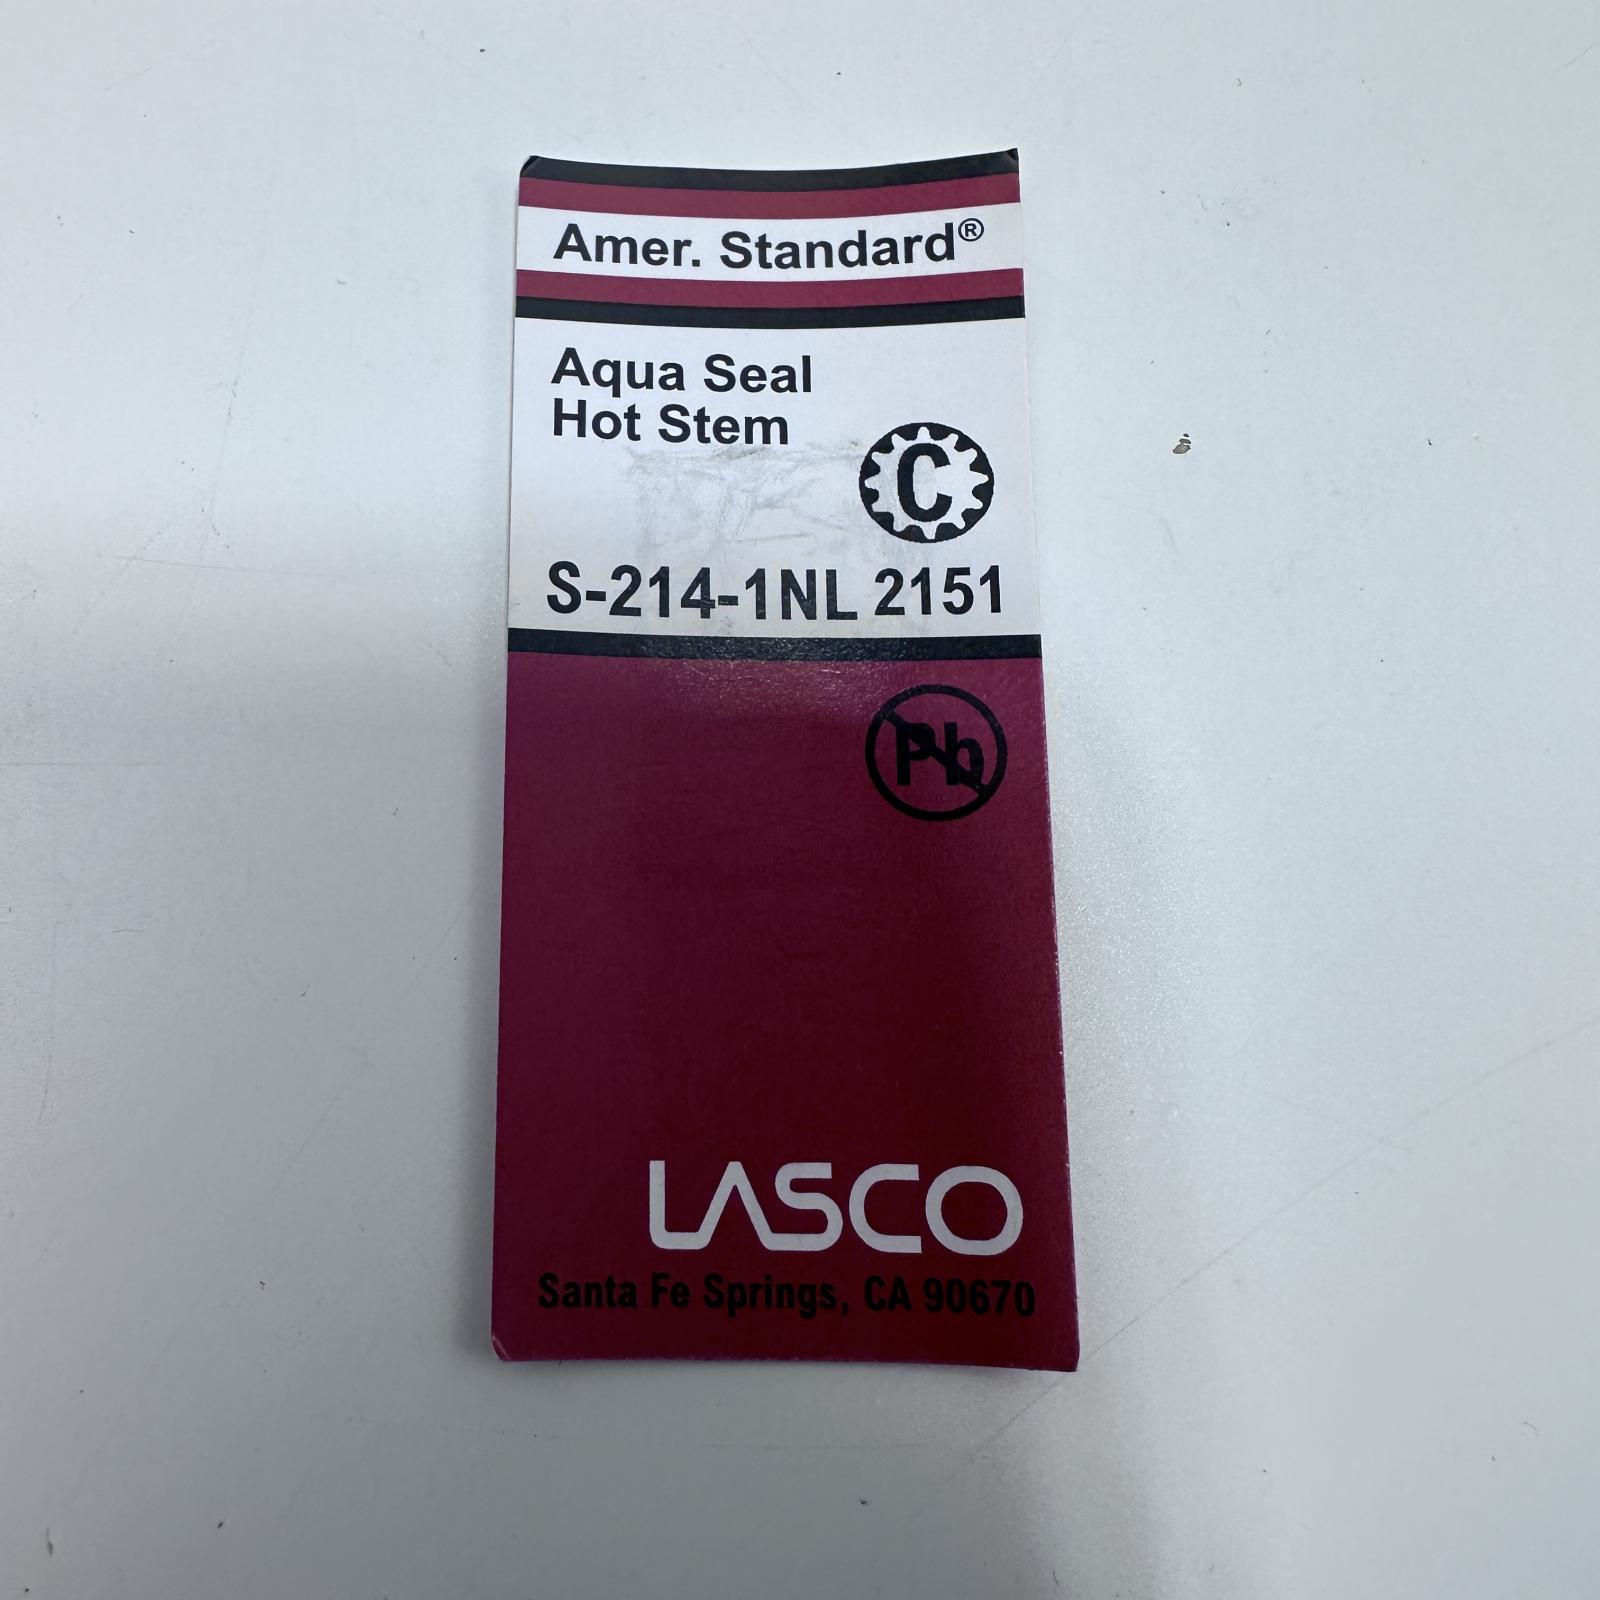 Amer. Standard®
Aqua Seal
Hot Stem
C
S-214-1NL 2151
Pb
LASCO
Santa Fe Springs, CA 90670